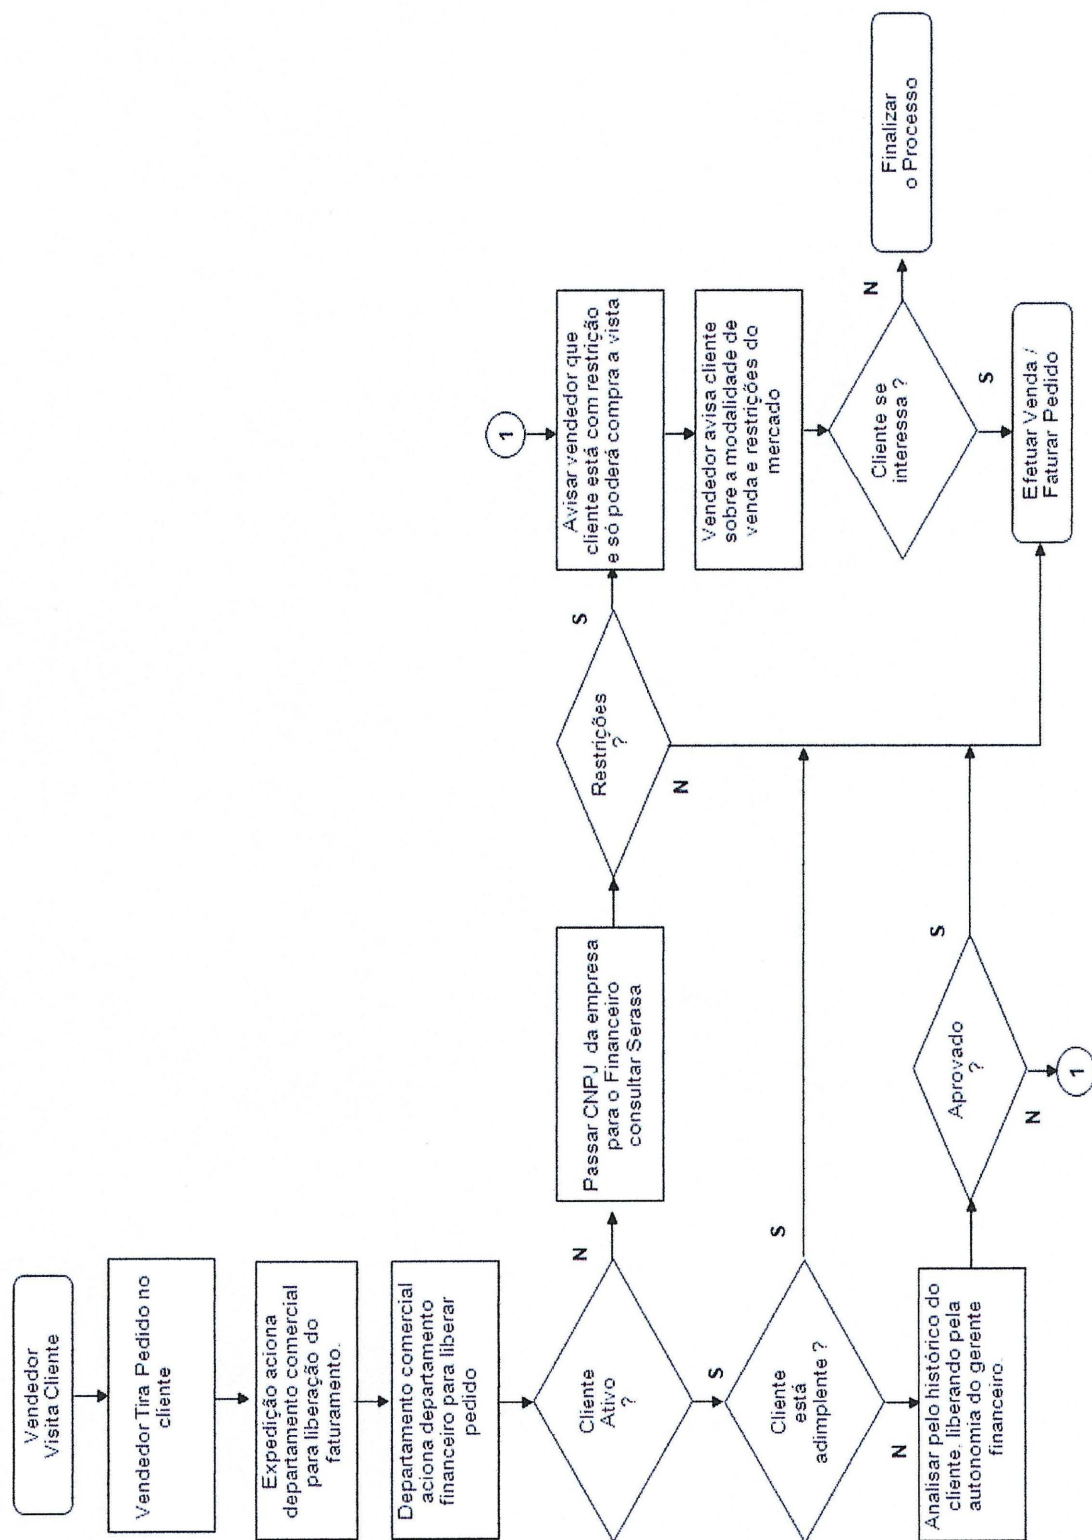 Vendedor
Visita Cliente
Vendedor Tira Pedido no
cliente
Expedição aciona
departamento comercial
para liberação do
faturamento.
Departamento comercial
aciona departamento
financeiro para liberar
pedido
Cliente
Ativo
?
N
S
Passar CNPJ da empresa
para o Financeiro
consultar Serasa
Restrições
?
S
N
1
Avisar vendedor que
cliente está com restrição
e só poderá compra a vista
Vendedor avisa cliente
sobre a modalidade de
venda e restrições do
mercado
Cliente se
interessa ?
N
S
Finalizar
o Processo
Efetuar Venda /
Faturar Pedido
Cliente
está
adimplente ?
S
N
Analisar pelo histórico do
cliente, liberando pela
autonomia do gerente
financeiro.
Aprovado
?
S
N
1